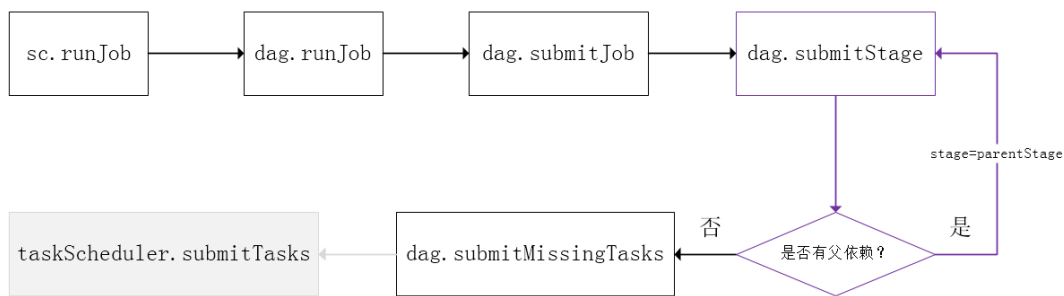 sc.runJob
dag.runJob
dag.submitJob
dag.submitStage
stage=parentStage
taskScheduler.submitTasks
dag.submitMissingTasks
否
是否有父依赖？
是